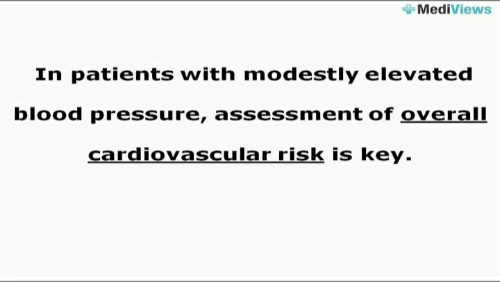 MediViews
In patients with modestly elevated
blood pressure, assessment of overall
cardiovascular risk is key.